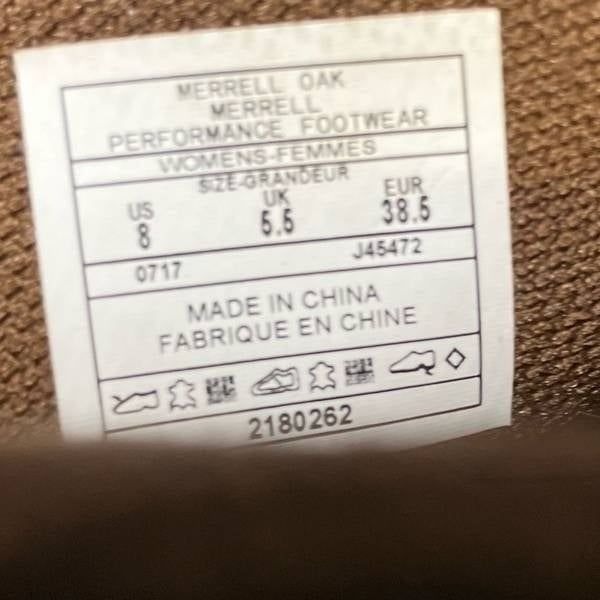 MERRELL OAK
MERRELL
PERFORMANCE FOOTWEAR
WOMENS-FEMMES
SIZE-GRANDEUR
US UK EUR
8 5.5 38.5
0717 J45472
MADE IN CHINA
FABRIQUE EN CHINE
2180262